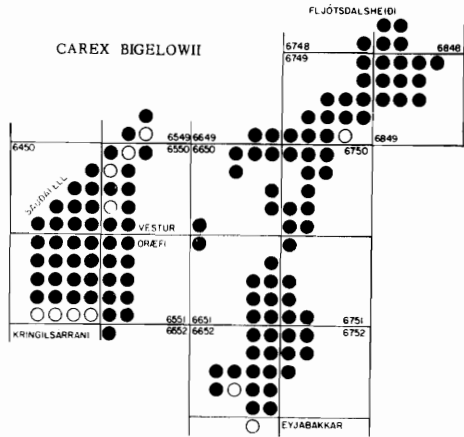 FLJÓTSDALSHEIÐI
CAREX BIGELOWII
6748 6848
6749
6549 6649
6450 6550 6650 6750 6849
SAUÐAFELL
VESTUR
ÖRÆFI
6551 6651 6751
KRINGILSÁRRANI 6552 6652 6752
EYJABAKKAR